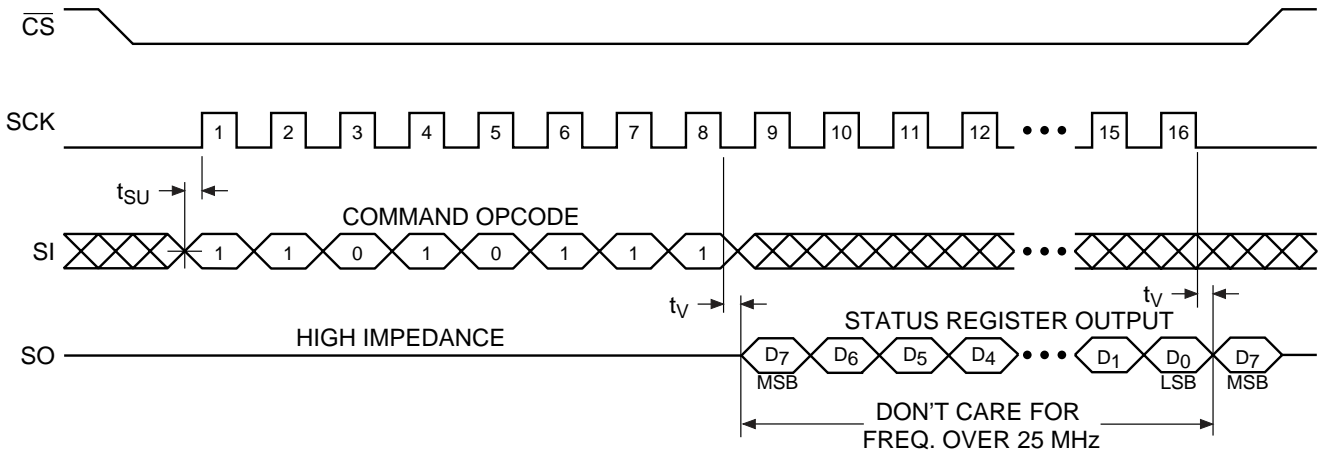 CS
SCK 1 2 3 4 5 6 7 8 9 10 11 12 ••• 15 16
tSU
COMMAND OPCODE
SI 1 1 0 1 0 1 1 1 •••
tV tV
HIGH IMPEDANCE STATUS REGISTER OUTPUT
SO D7 D6 D5 D4 ••• D1 D0 D7
MSB LSB MSB
DON'T CARE FOR
FREQ. OVER 25 MHz